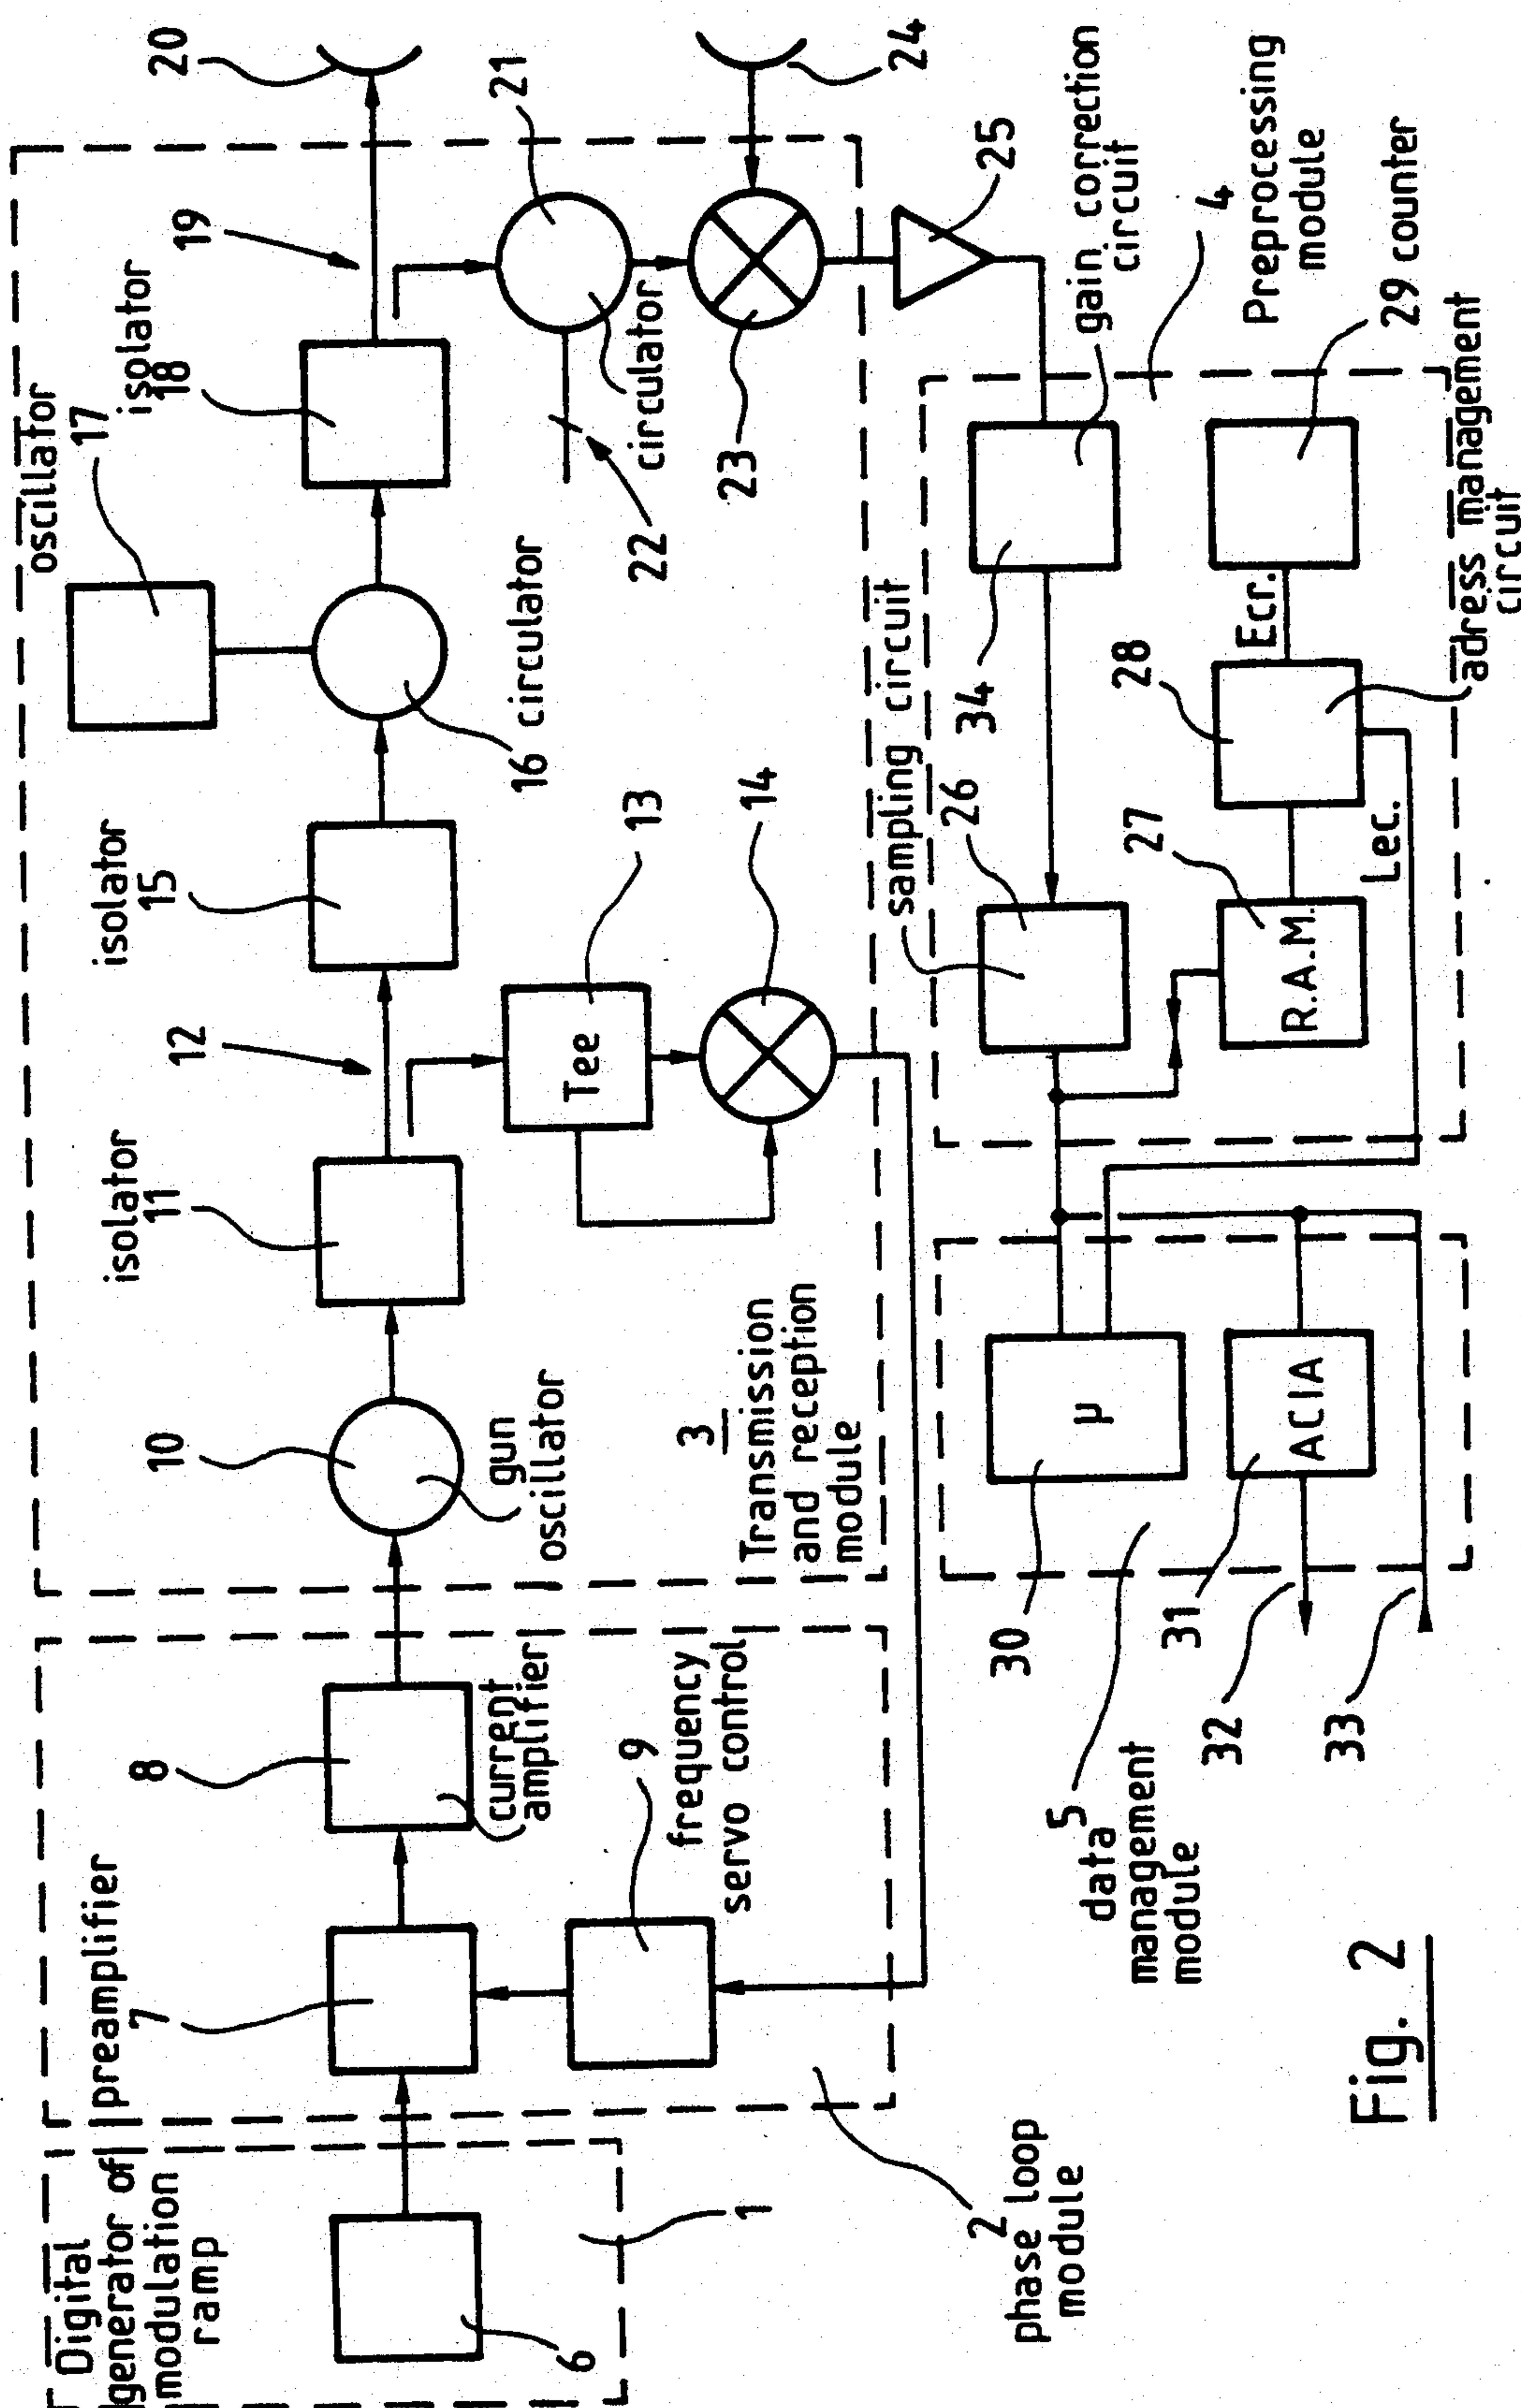 Digital
generator of
modulation
ramp
6
1
preamplifier
7
8
current
amplifier
9
frequency
servo control
2
phase loop
module
10
gun
oscillator
isolator
11
12
Tee
13
14
isolator
15
16 circulator
oscillator
17
isolator
18
19
20
21
circulator
22
23
24
3
Transmission
and reception
module
25
gain correction
circuit
34
sampling circuit
26
27
R.A.M.
28
Ecr.
Lec.
29 counter
adress management
circuit
4
Preprocessing
module
30
µ
31
ACIA
32
33
5
data
management
module
Fig. 2